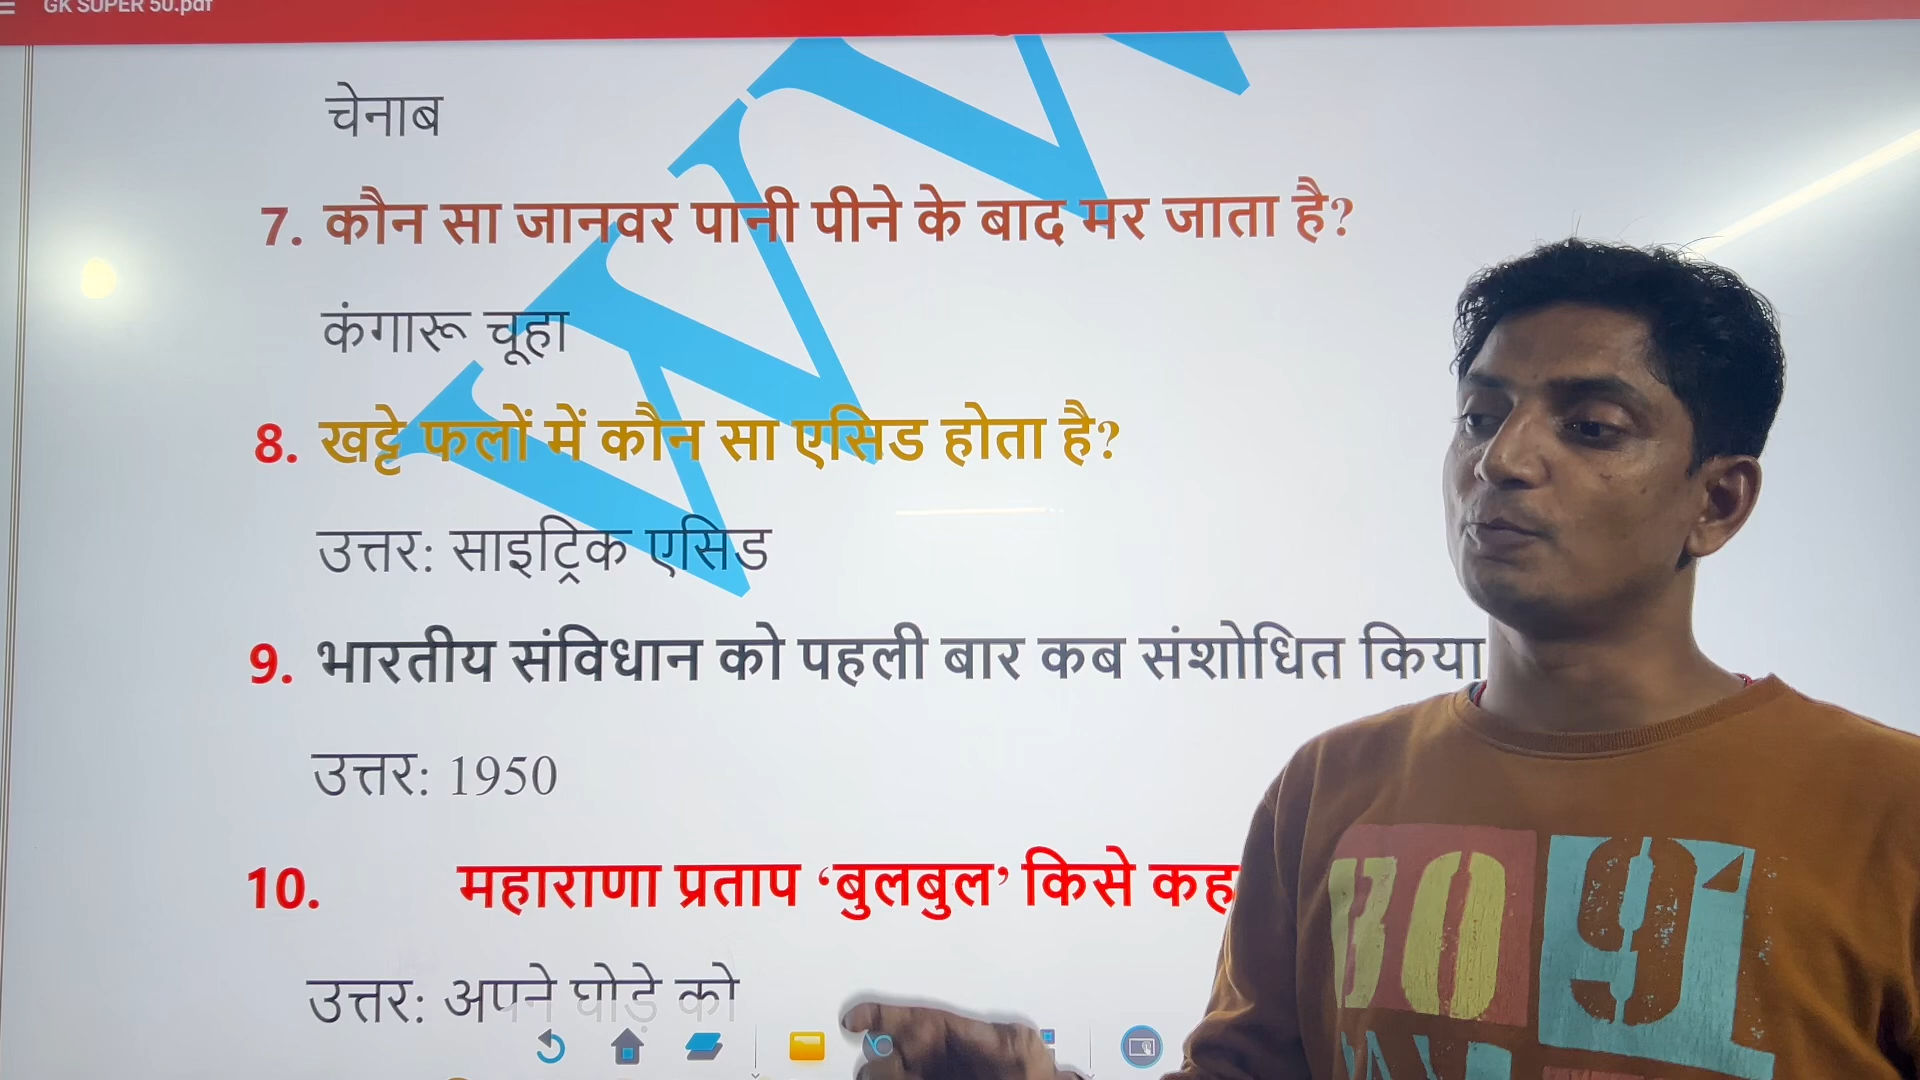 GK SUPER 50.pdf
चेनाब
7. कौन सा जानवर पानी पीने के बाद मर जाता है?
कंगारू चूहा
8. खट्टे फलों में कौन सा एसिड होता है?
उत्तर: साइट्रिक एसिड
9. भारतीय संविधान को पहली बार कब संशोधित किया
उत्तर: 1950
10. महाराणा प्रताप ‘बुलबुल’ किसे कह
उत्तर: अपने घोड़े को